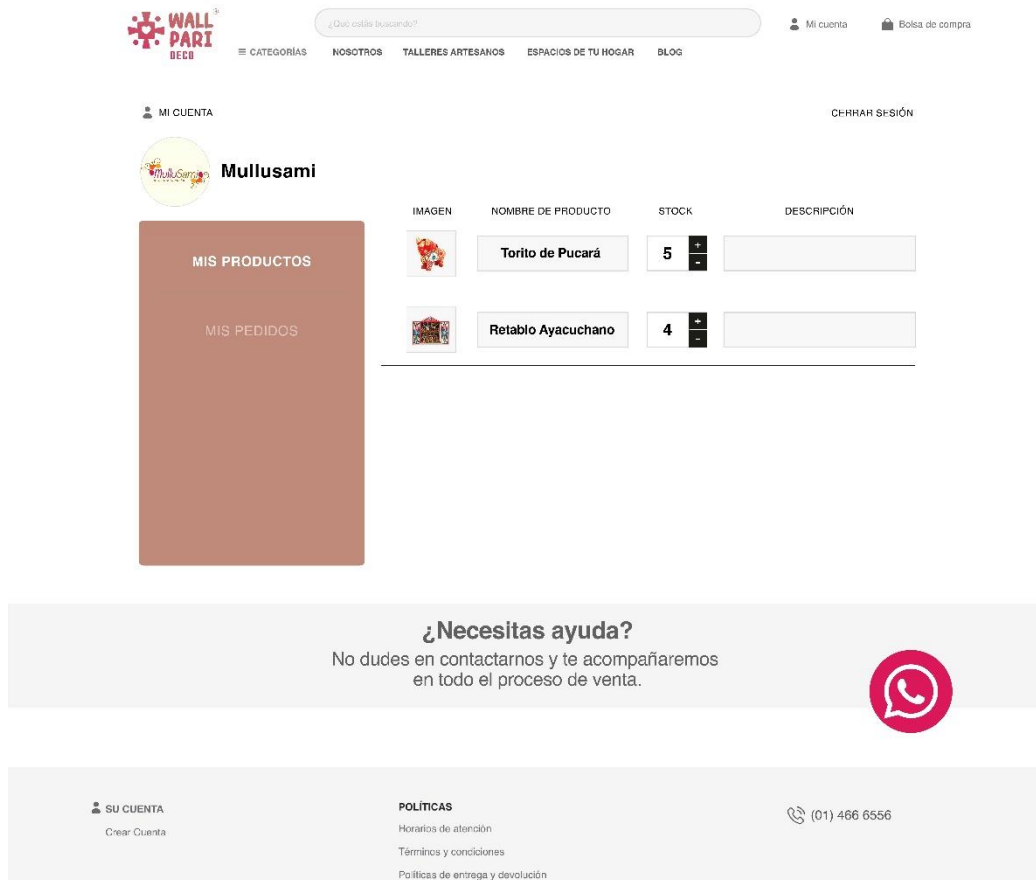 WALL
PARI
DECO
¿Qué estás buscando?
Mi cuenta
Bolsa de compra
CATEGORÍAS NOSOTROS TALLERES ARTESANOS ESPACIOS DE TU HOGAR BLOG
MI CUENTA
CERRAR SESIÓN
MulluSami
Mullusami
IMAGEN NOMBRE DE PRODUCTO STOCK DESCRIPCIÓN
MIS PRODUCTOS
MIS PEDIDOS
Torito de Pucará 5 + -
Retablo Ayacuchano 4 + -
¿Necesitas ayuda?
No dudes en contactarnos y te acompañaremos
en todo el proceso de venta.
SU CUENTA
Crear Cuenta
POLÍTICAS
Horarios de atención
Términos y condiciones
Políticas de entrega y devolución
(01) 466 6556